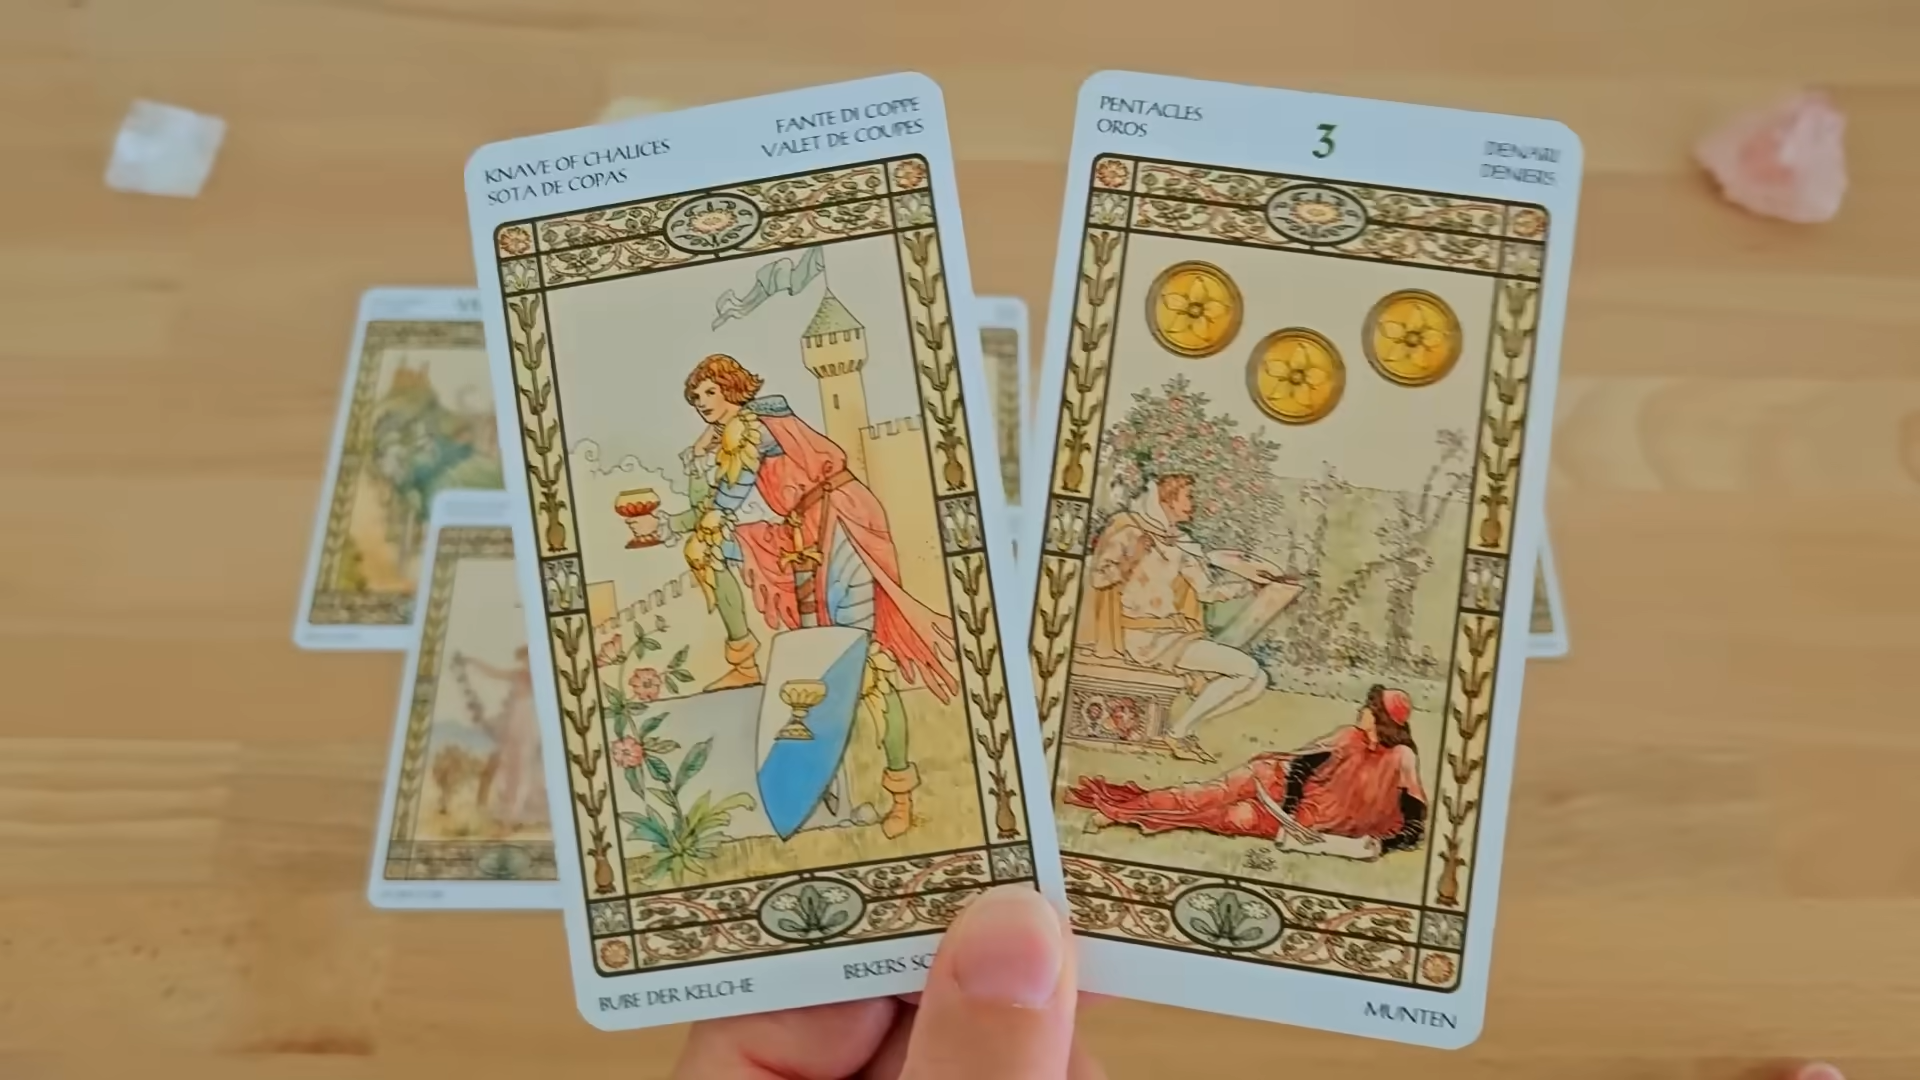 KNAVE OF CHALICES
SOTA DE COPAS
FANTE DI COPPE
VALET DE COUPES
BUBE DER KELCHE
BEKERS
PENTACLES
OROS
3
DENARI
DENIERS
MUNTEN